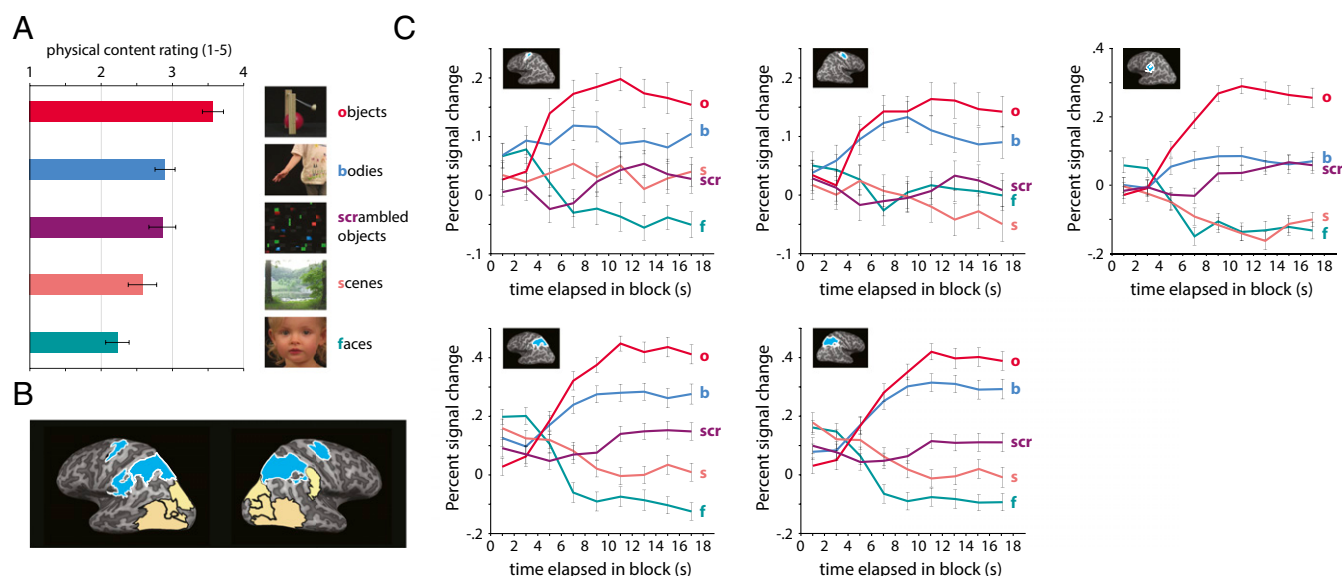 A
physical content rating (1-5)
1 2 3 4
objects
bodies
scrambled
objects
scenes
faces
B
C
Percent signal change
.2
.1
0
-.1
0 2 4 6 8 10 12 14 16 18
time elapsed in block (s)
o
b
s
scr
f
Percent signal change
.2
.1
0
-.1
0 2 4 6 8 10 12 14 16 18
time elapsed in block (s)
o
b
scr
f
s
Percent signal change
.4
.2
0
-.2
0 2 4 6 8 10 12 14 16 18
time elapsed in block (s)
o
b
scr
s
f
Percent signal change
.4
.2
0
-.2
0 2 4 6 8 10 12 14 16 18
time elapsed in block (s)
o
b
scr
s
f
Percent signal change
.4
.2
0
-.2
0 2 4 6 8 10 12 14 16 18
time elapsed in block (s)
o
b
scr
s
f